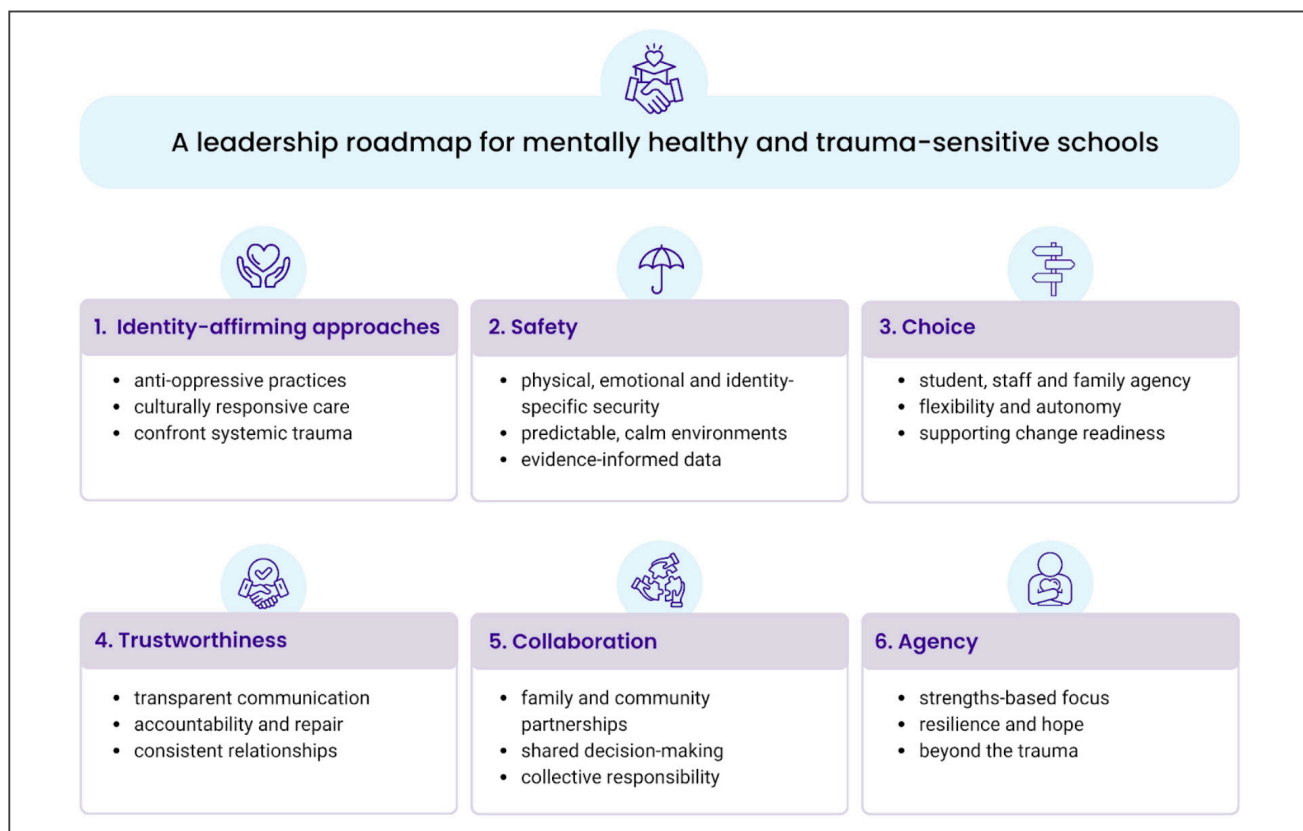 A leadership roadmap for mentally healthy and trauma-sensitive schools
1. Identity-affirming approaches
• anti-oppressive practices
• culturally responsive care
• confront systemic trauma
2. Safety
• physical, emotional and identity-
specific security
• predictable, calm environments
• evidence-informed data
3. Choice
• student, staff and family agency
• flexibility and autonomy
• supporting change readiness
4. Trustworthiness
• transparent communication
• accountability and repair
• consistent relationships
5. Collaboration
• family and community
partnerships
• shared decision-making
• collective responsibility
6. Agency
• strengths-based focus
• resilience and hope
• beyond the trauma